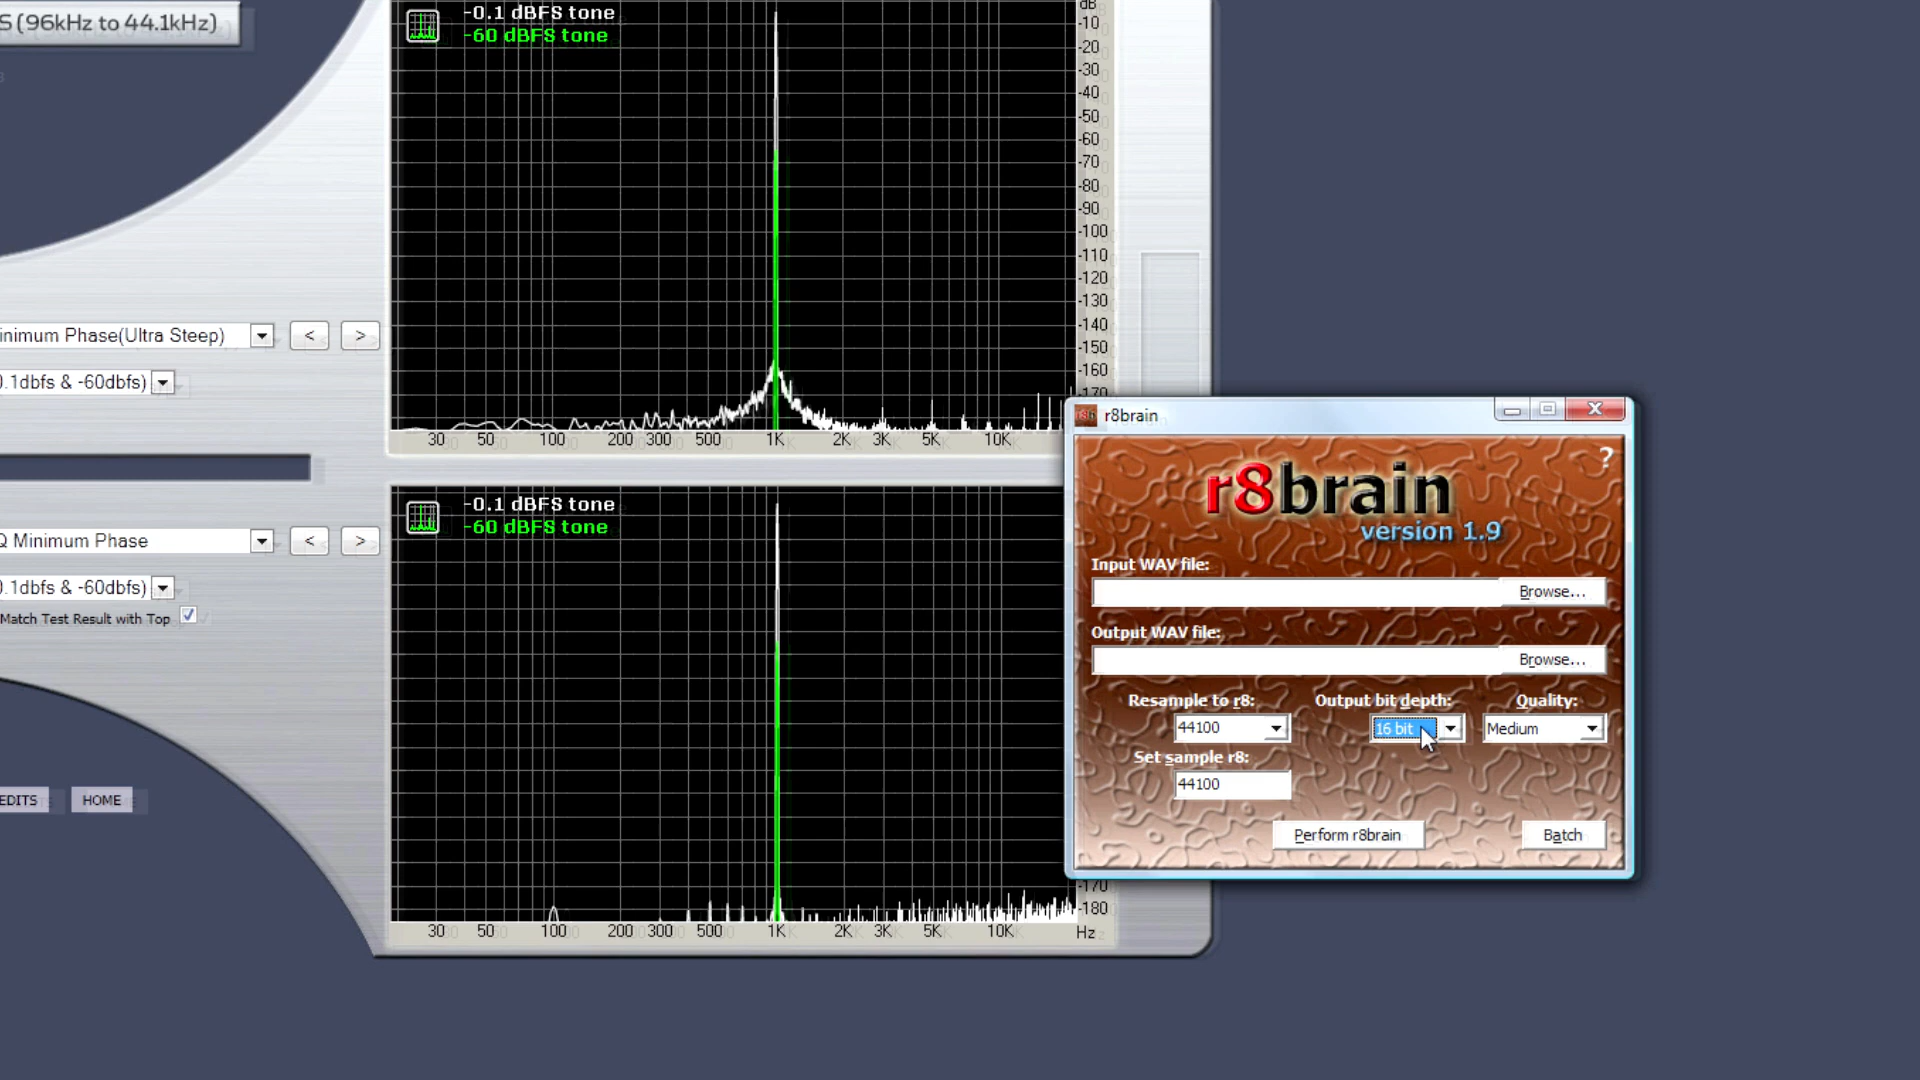 S (96kHz to 44.1kHz)
-0.1 dBFS tone
-60 dBFS tone
dB
-10
-20
-30
-40
-50
-60
-70
-80
-90
-100
-110
-120
-130
-140
-150
-160
-170
30 50 100 200 300 500 1K 2K 3K 5K 10K
inimum Phase(Ultra Steep)
< >
0.1dbfs & -60dbfs)
-0.1 dBFS tone
-60 dBFS tone
Q Minimum Phase
< >
0.1dbfs & -60dbfs)
Match Test Result with Top
EDITS HOME
-170
-180
30 50 100 200 300 500 1K 2K 3K 5K 10K Hz
r8brain
?
r8brain
version 1.9
Input WAV file:
Browse...
Output WAV file:
Browse...
Resample to r8: Output bit depth: Quality:
44100 16 bit Medium
Set sample r8:
44100
Perform r8brain Batch